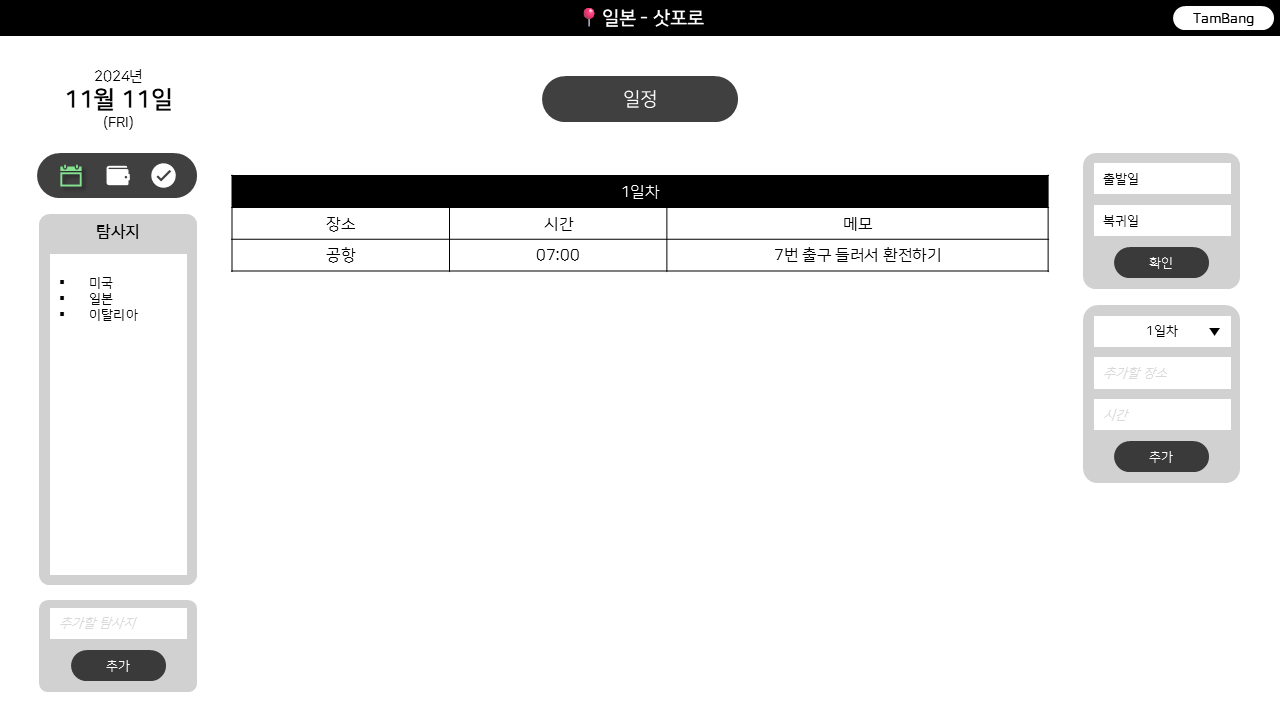 일본 - 삿포로
TamBang
2024년
11월 11일
(FRI)
일정
탐사지
▪ 미국
▪ 일본
▪ 이탈리아
추가할 탐사지
추가
1일차
장소 시간 메모
공항 07:00 7번 출구 들러서 환전하기
출발일
복귀일
확인
1일차
추가할 장소
시간
추가